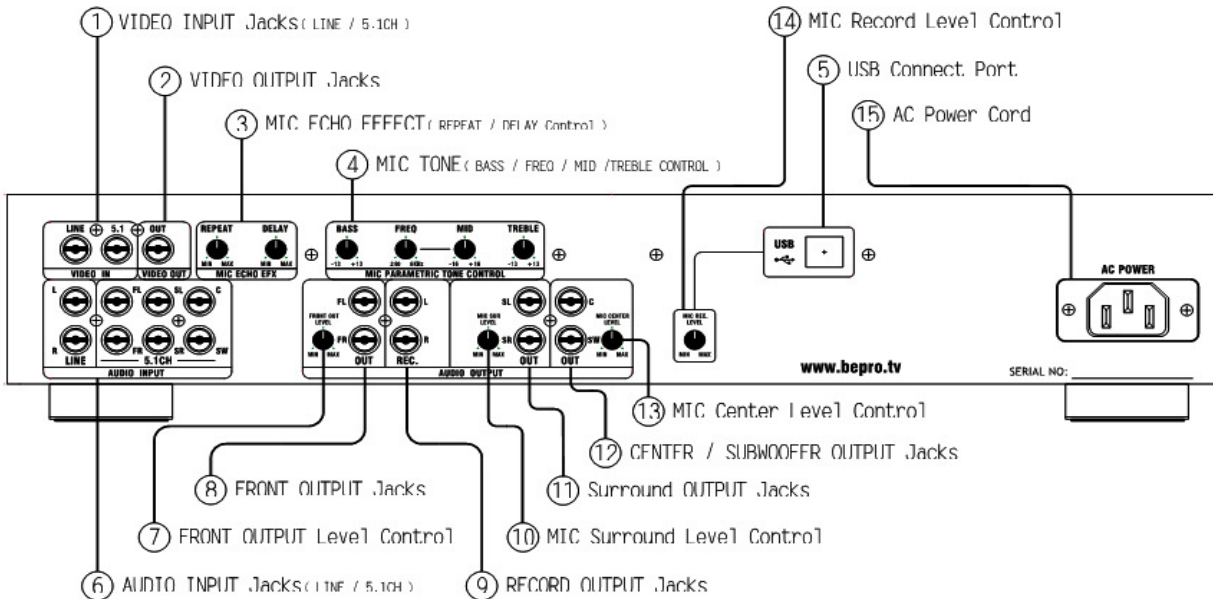 1 VIDEO INPUT Jacks( LINE / 5.1CH )
14 MIC Record Level Control
2 VIDEO OUTPUT Jacks
5 USB Connect Port
3 MIC ECHO EFFECT( REPEAT / DELAY Control )
15 AC Power Cord
4 MIC TONE( BASS / FREQ / MID /TREBLE CONTROL )
LINE 5.1 OUT
VIDEO IN VIDEO OUT
REPEAT DELAY
MIN MAX MIN MAX
MIC ECHO EFX
BASS FREQ MID TREBLE
-12 +12 200 6KHz -16 +16 -12 +12
MIC PARAMETRIC TONE CONTROL
USB
AC POWER
L FL SL C
R FR SR SW
LINE 5.1CH
AUDIO INPUT
FRONT OUT LEVEL
MIN MAX
FL L
FR R
OUT REC.
MIC SUR LEVEL
MIN MAX
SL C
SR SW
OUT OUT
MIC CENTER LEVEL
MIN MAX
AUDIO OUTPUT
MIC REC. LEVEL
MIN MAX
www.bepro.tv
SERIAL NO:
13 MIC Center Level Control
12 CENTER / SUBWOOFER OUTPUT Jacks
8 FRONT OUTPUT Jacks
11 Surround OUTPUT Jacks
7 FRONT OUTPUT Level Control
10 MIC Surround Level Control
6 AUDIO INPUT Jacks( LINE / 5.1CH )
9 RECORD OUTPUT Jacks